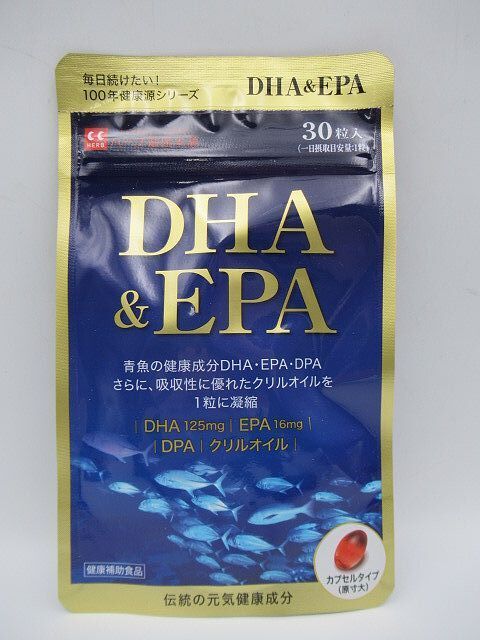 毎日続けたい!
100年健康源シリーズ
DHA&EPA
HERB
30粒入
(一日摂取目安量:1粒)
DHA
&EPA
青魚の健康成分DHA・EPA・DPA
さらに、吸収性に優れたクリルオイルを
1粒に凝縮
| DHA 125mg | EPA 16mg |
| DPA | クリルオイル |
健康補助食品
カプセルタイプ
(原寸大)
伝統の元気健康成分